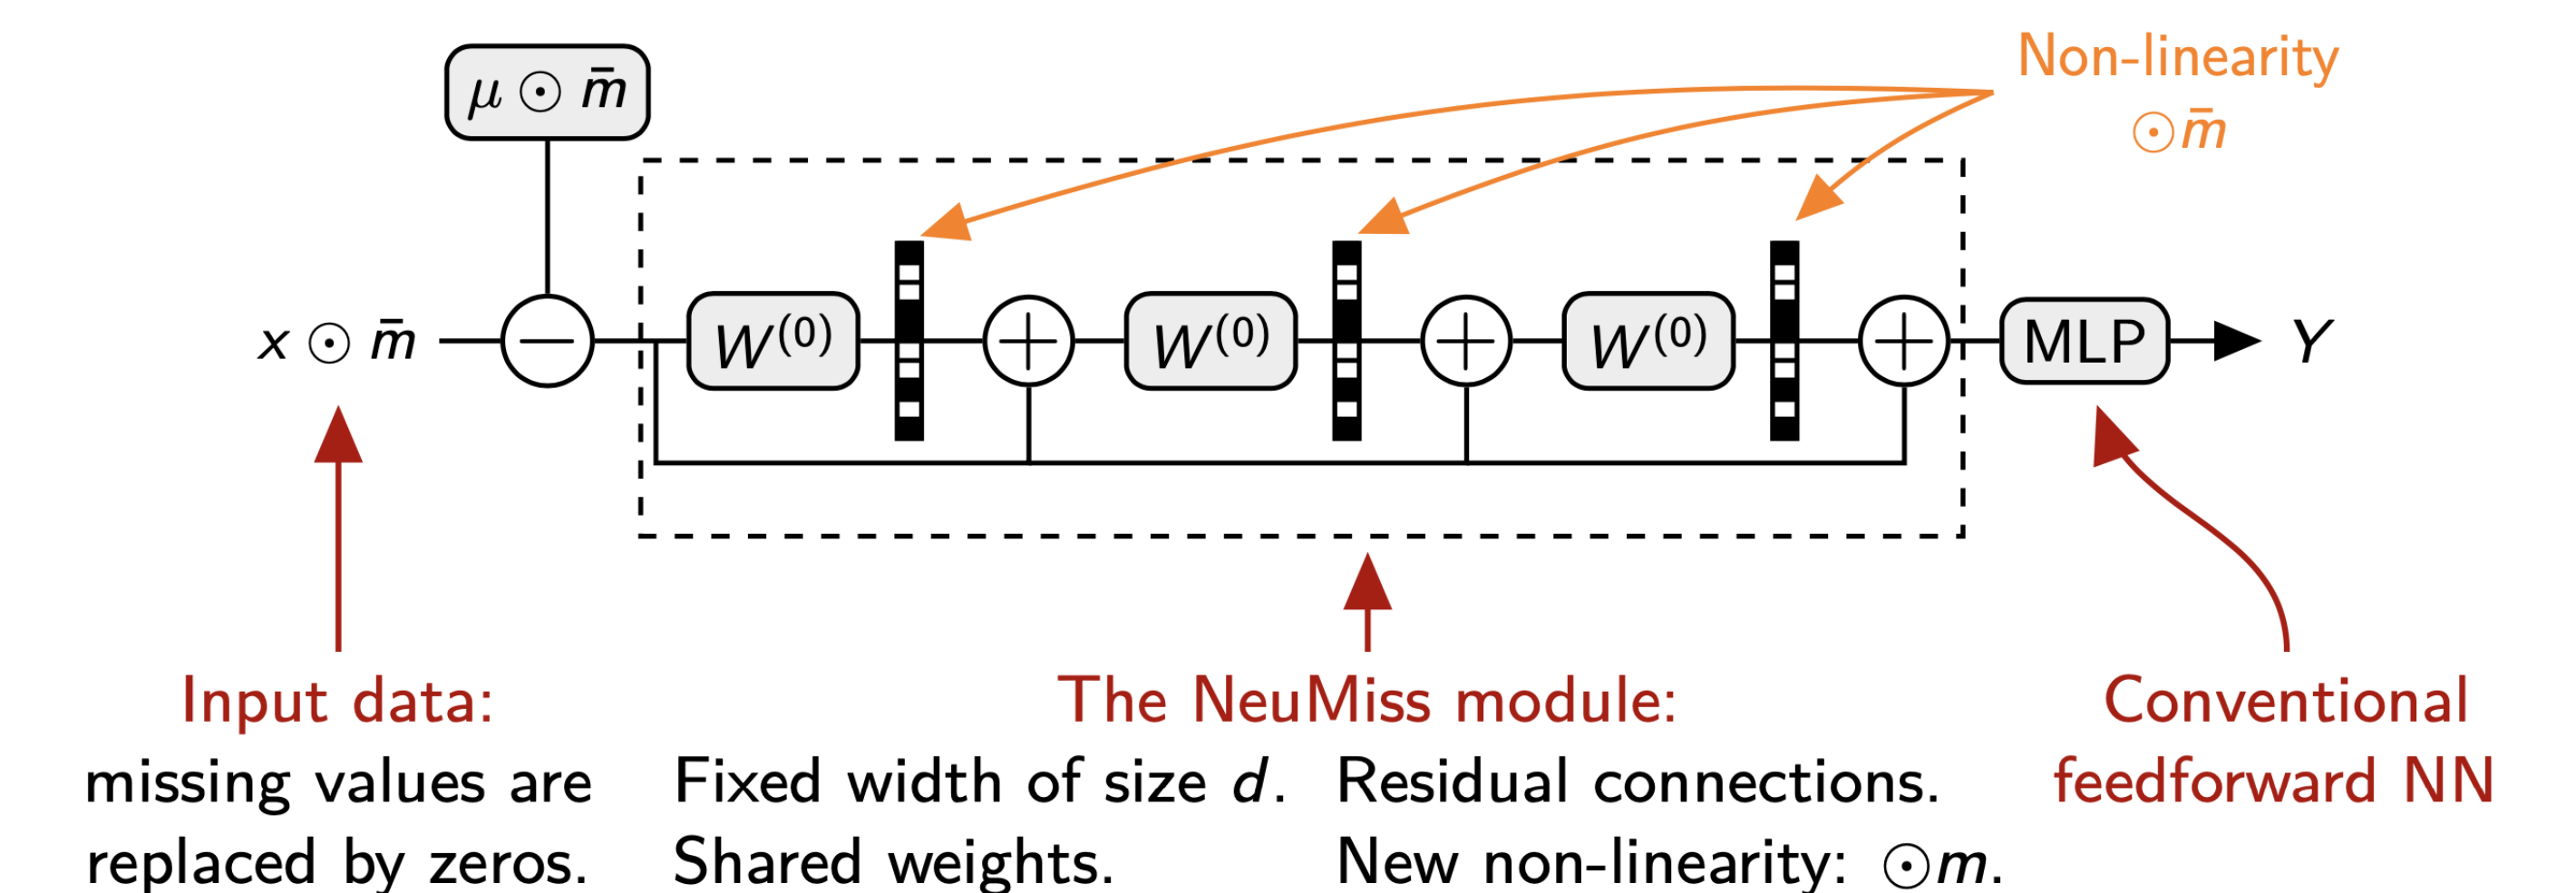 Non-linearity
⊙m̄
μ ⊙ m̄
x ⊙ m̄
−
W⁽⁰⁾
+
W⁽⁰⁾
+
W⁽⁰⁾
+
MLP
Y
Input data:
missing values are
replaced by zeros.
The NeuMiss module:
Fixed width of size d.
Shared weights.
Residual connections.
New non-linearity: ⊙m.
Conventional
feedforward NN